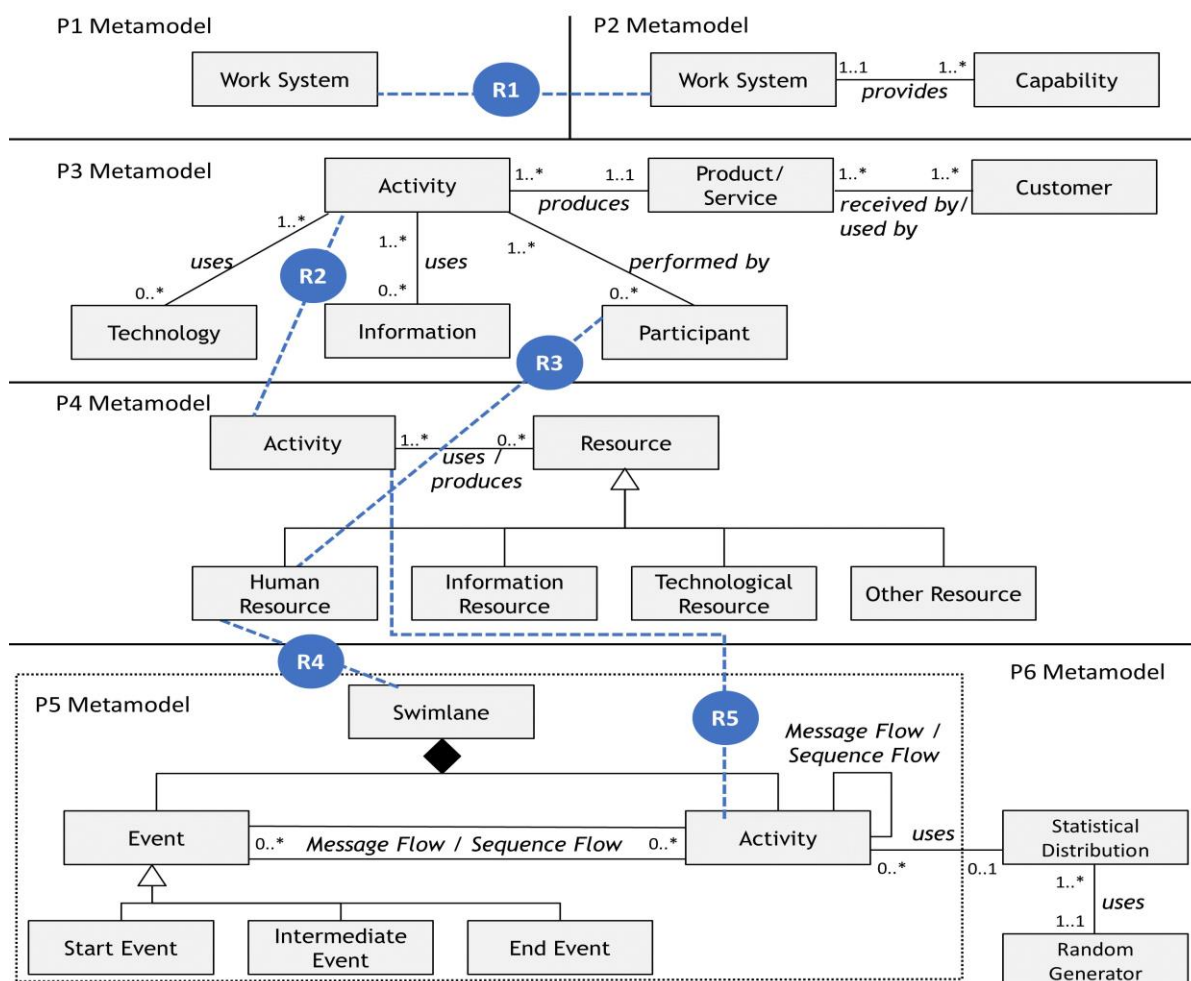 P1 Metamodel
P2 Metamodel
Work System
R1
Work System
1..1
1..*
provides
Capability
P3 Metamodel
Activity
1..*
1..1
produces
Product/
Service
1..*
1..*
received by/
used by
Customer
1..*
uses
0..*
R2
1..*
uses
0..*
1..*
performed by
0..*
Technology
Information
Participant
R3
P4 Metamodel
Activity
1..*
0..*
uses /
produces
Resource
Human
Resource
Information
Resource
Technological
Resource
Other Resource
R4
P6 Metamodel
P5 Metamodel
Swimlane
R5
Message Flow /
Sequence Flow
Event
0..*
Message Flow / Sequence Flow
0..*
Activity
uses
0..*
0..1
Statistical
Distribution
1..*
uses
1..1
Start Event
Intermediate
Event
End Event
Random
Generator